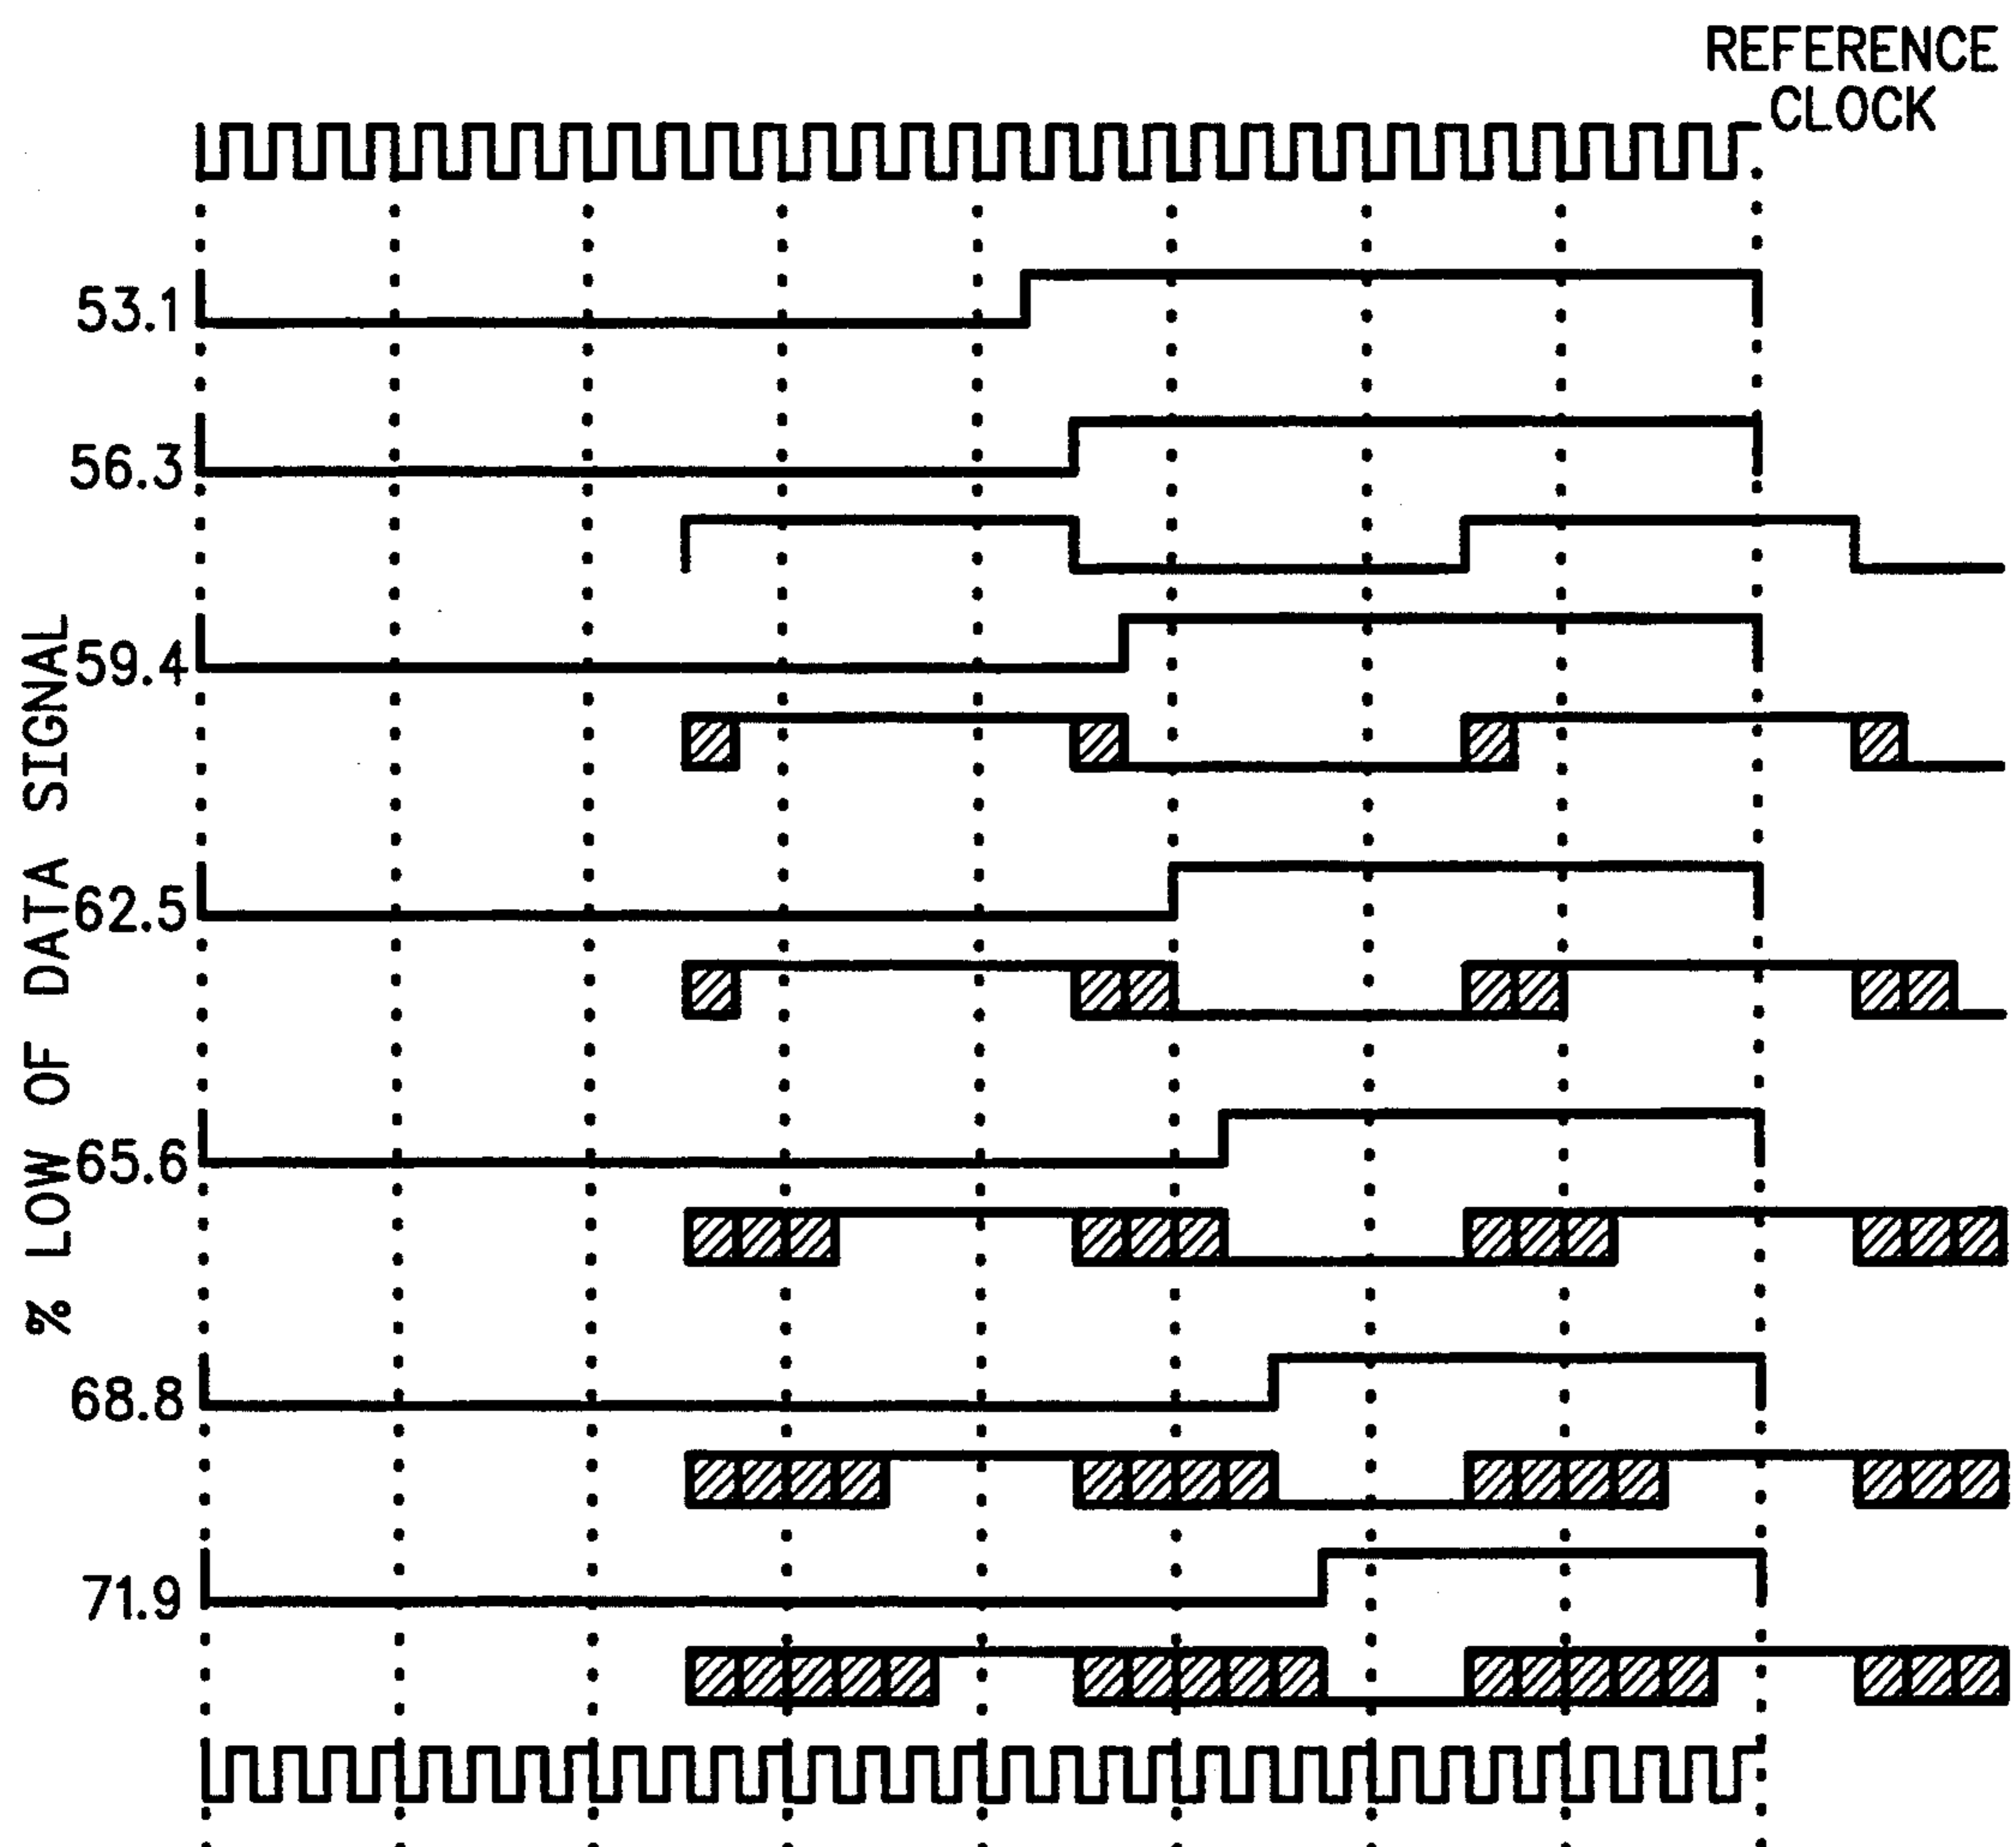 REFERENCE
CLOCK
% LOW OF DATA SIGNAL
53.1
56.3
59.4
62.5
65.6
68.8
71.9